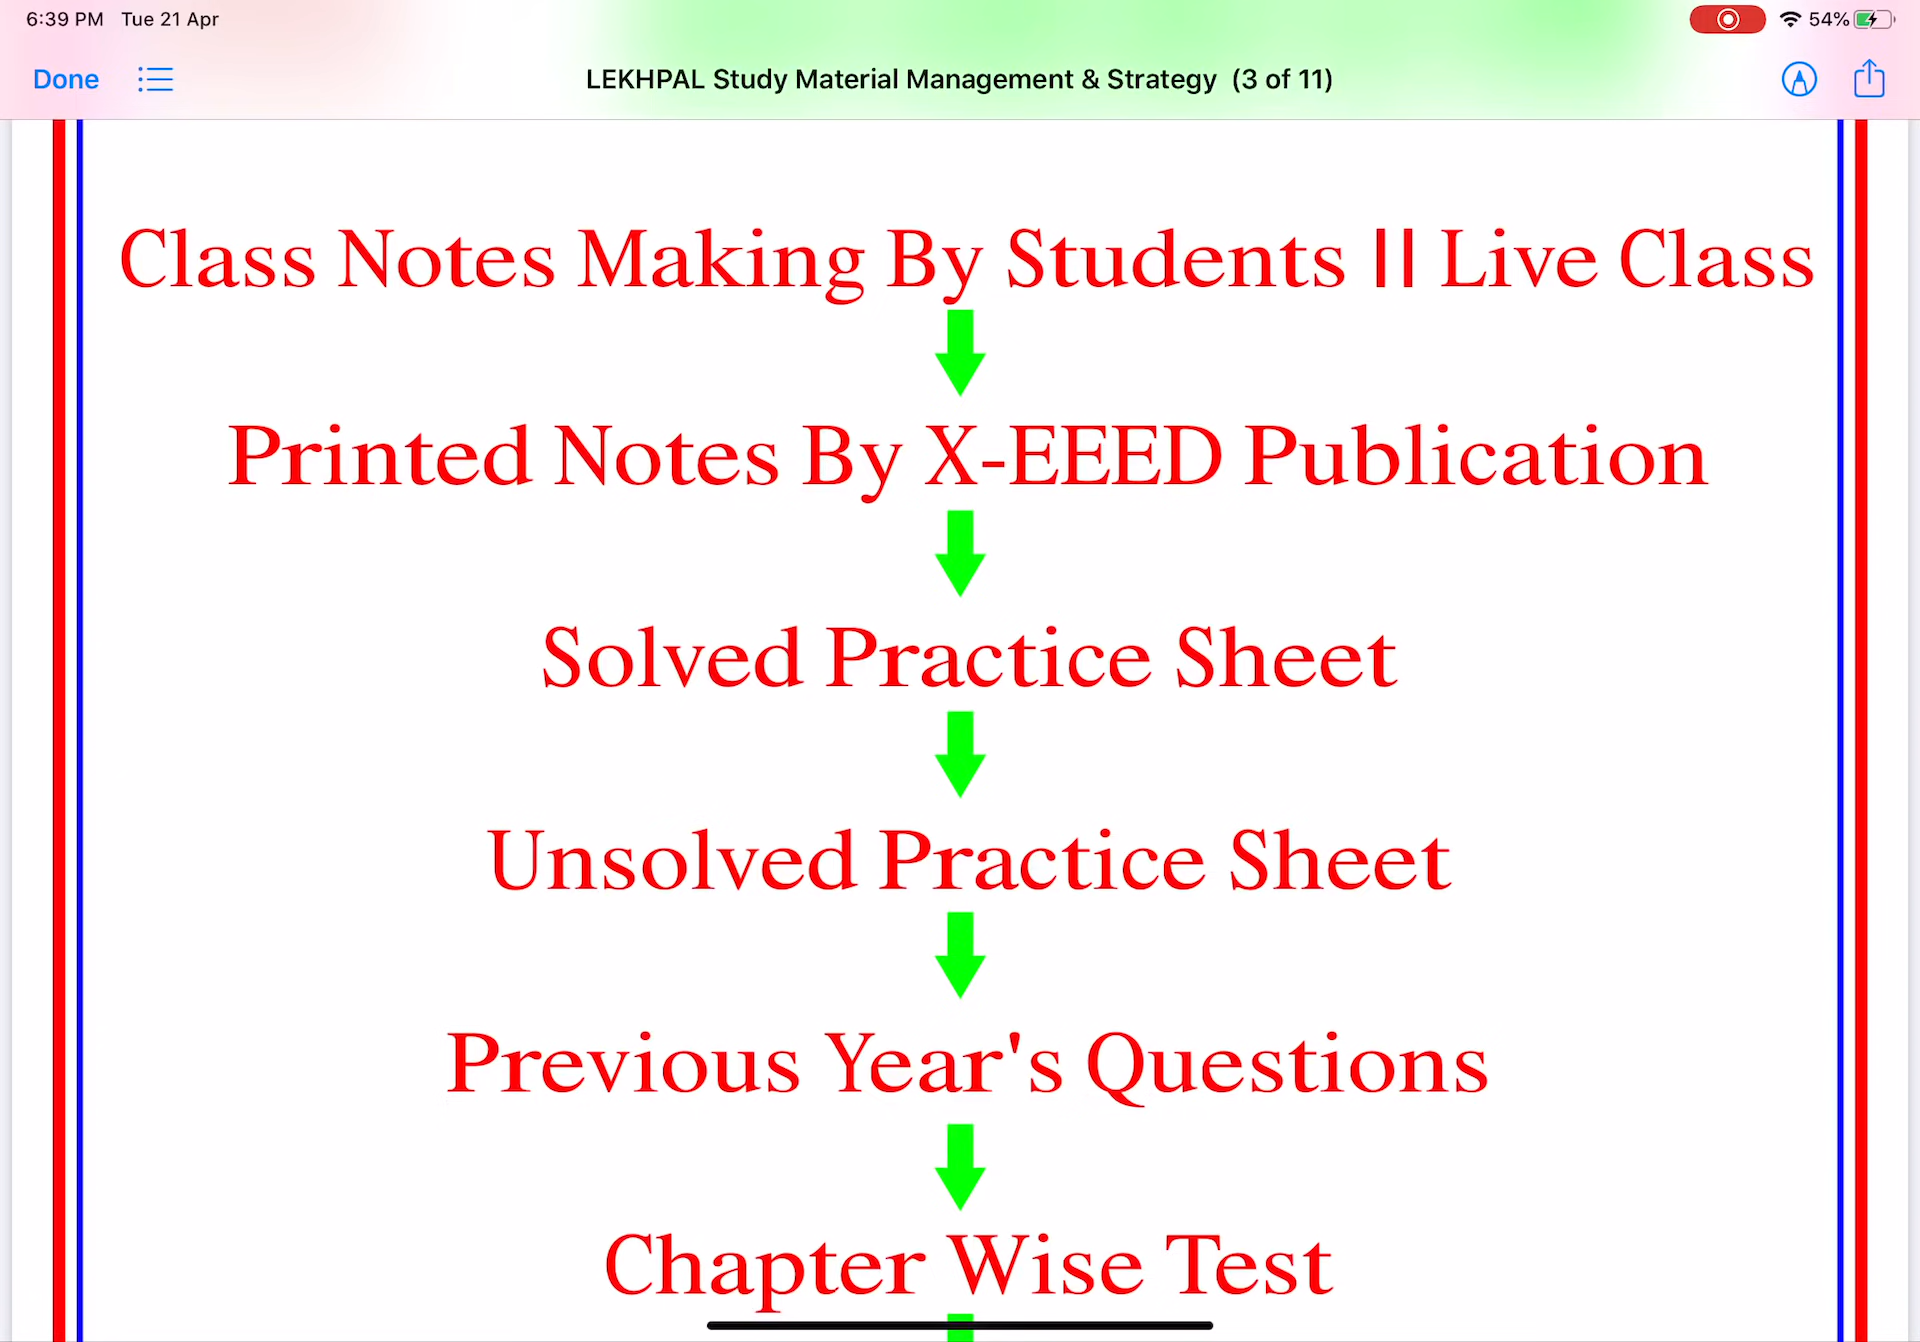 6:39 PM Tue 21 Apr
54%
Done
LEKHPAL Study Material Management & Strategy (3 of 11)
Class Notes Making By Students || Live Class
Printed Notes By X-EEED Publication
Solved Practice Sheet
Unsolved Practice Sheet
Previous Year's Questions
Chapter Wise Test